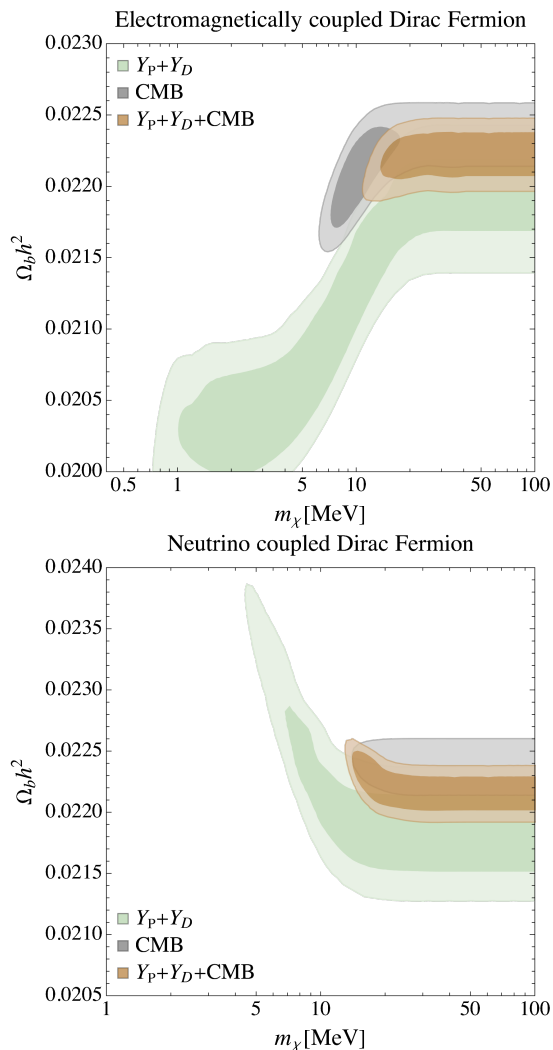 Electromagnetically coupled Dirac Fermion
0.0230
0.0225
0.0220
0.0215
0.0210
0.0205
0.0200
Ω_b h²
Y_P+Y_D
CMB
Y_P+Y_D+CMB
0.5 1 5 10 50 100
m_χ [MeV]
Neutrino coupled Dirac Fermion
0.0240
0.0235
0.0230
0.0225
0.0220
0.0215
0.0210
0.0205
Ω_b h²
Y_P+Y_D
CMB
Y_P+Y_D+CMB
1 5 10 50 100
m_χ [MeV]